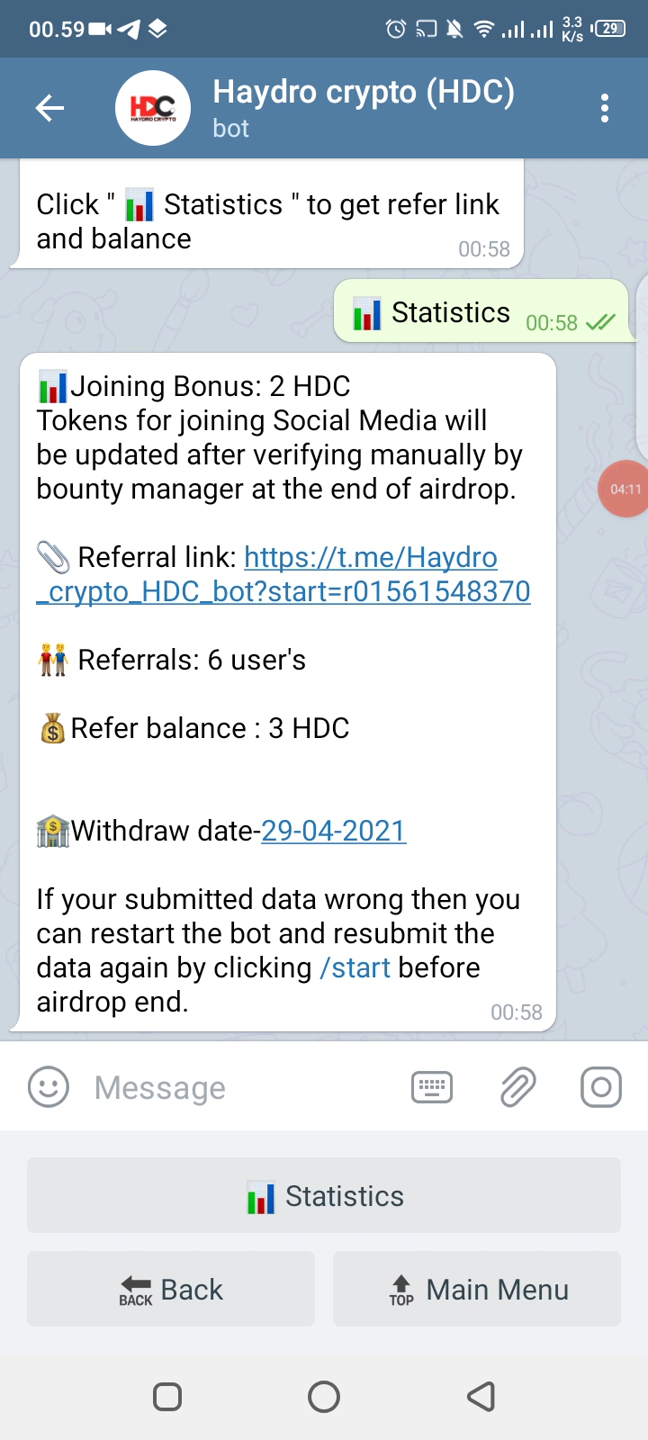 00.59
3.3
K/s
29
Haydro crypto (HDC)
bot
HDC
HAYDRO CRYPTO
Click " 📊 Statistics " to get refer link
and balance
00:58
📊 Statistics 00:58
📊Joining Bonus: 2 HDC
Tokens for joining Social Media will
be updated after verifying manually by
bounty manager at the end of airdrop.
04:11
📎 Referral link: https://t.me/Haydro
_crypto_HDC_bot?start=r01561548370
👬 Referrals: 6 user's
💰Refer balance : 3 HDC
🏦Withdraw date-29-04-2021
If your submitted data wrong then you
can restart the bot and resubmit the
data again by clicking /start before
airdrop end.
00:58
Message
📊 Statistics
🔙 Back
🔝 Main Menu